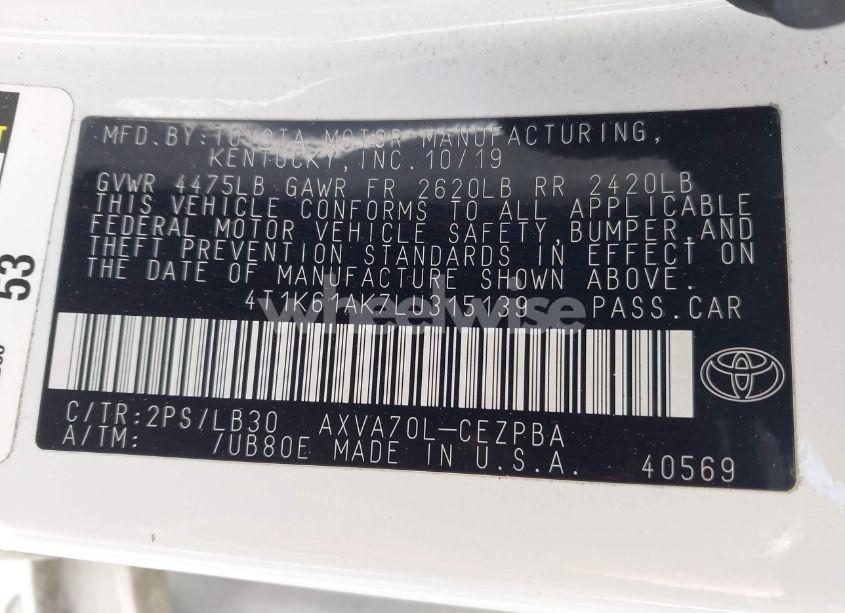 MFD. BY: TOYOTA MOTOR MANUFACTURING,
KENTUCKY, INC. 10/19
GVWR 4475LB GAWR FR 2620LB RR 2420LB
THIS VEHICLE CONFORMS TO ALL APPLICABLE
FEDERAL MOTOR VEHICLE SAFETY, BUMPER, AND
THEFT PREVENTION STANDARDS IN EFFECT ON
THE DATE OF MANUFACTURE SHOWN ABOVE.
PASS. CAR
wheelwise
C/TR: 2PS/LB30 AXVA70L-CEZPBA
A/TM: /UB80E MADE IN U.S.A. 40569
53